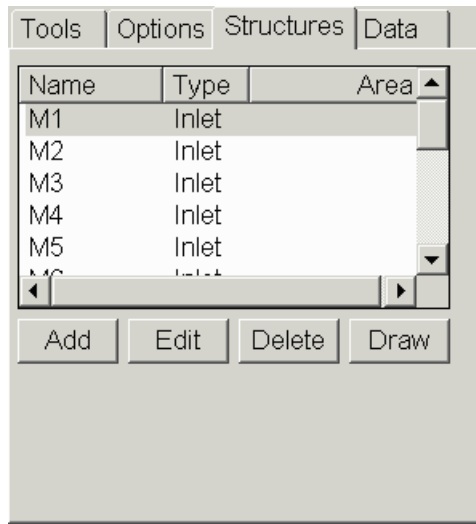 Tools Options Structures Data
Name Type Area
M1 Inlet
M2 Inlet
M3 Inlet
M4 Inlet
M5 Inlet
Add Edit Delete Draw